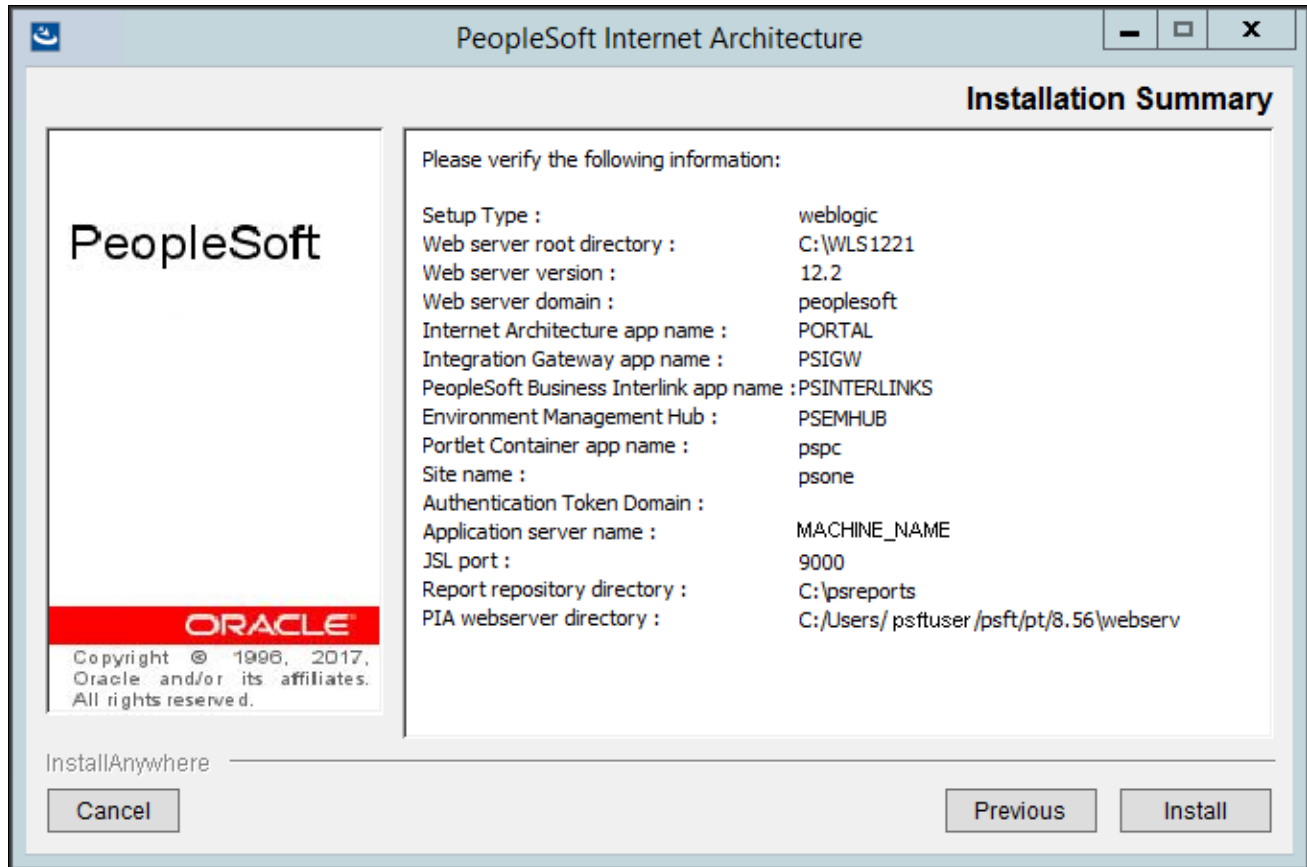 PeopleSoft Internet Architecture
Installation Summary
PeopleSoft
ORACLE
Copyright © 1996, 2017,
Oracle and/or its affiliates.
All rights reserved.
Please verify the following information:
Setup Type : weblogic
Web server root directory : C:\WLS1221
Web server version : 12.2
Web server domain : peoplesoft
Internet Architecture app name : PORTAL
Integration Gateway app name : PSIGW
PeopleSoft Business Interlink app name :PSINTERLINKS
Environment Management Hub : PSEMHUB
Portlet Container app name : pspc
Site name : psone
Authentication Token Domain :
Application server name : MACHINE_NAME
JSL port : 9000
Report repository directory : C:\psreports
PIA webserver directory : C:/Users/ psftuser /psft/pt/8.56\webserv
InstallAnywhere
Cancel Previous Install